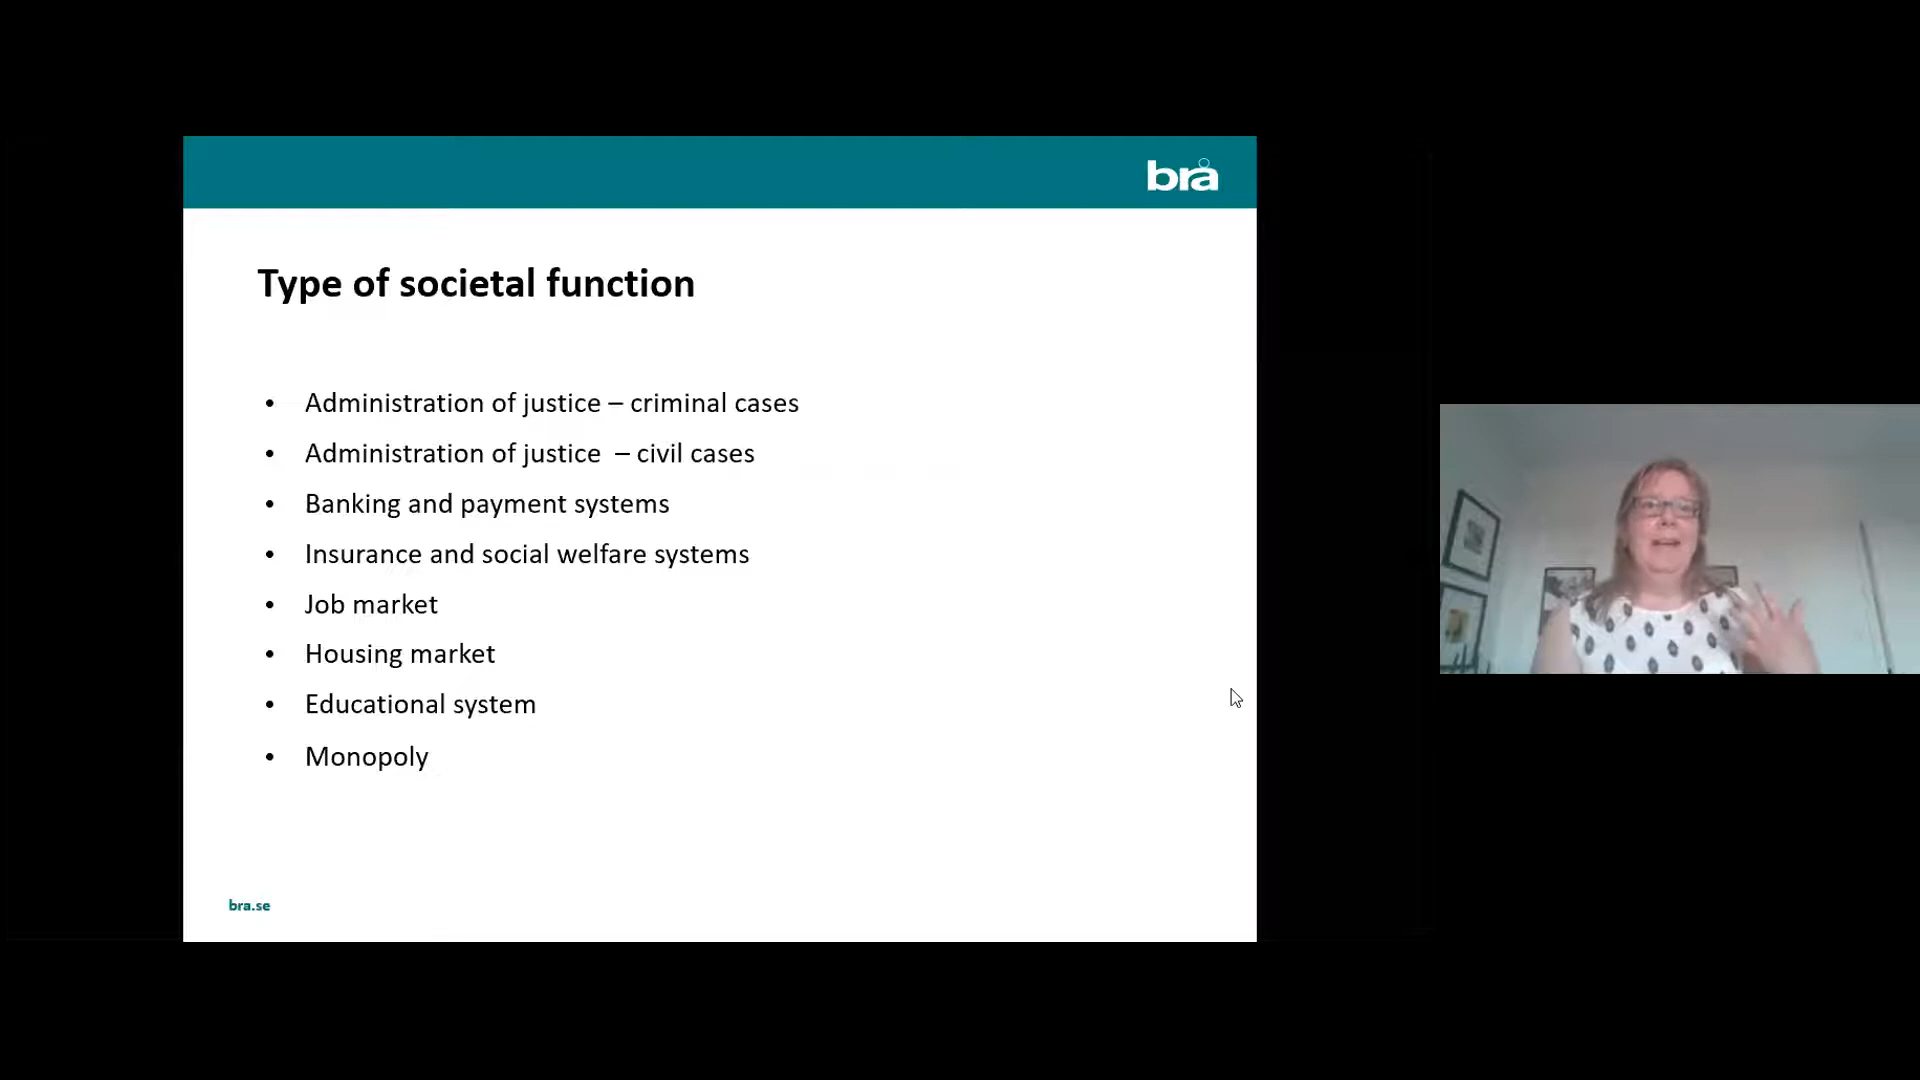 brå
Type of societal function
• Administration of justice – criminal cases
• Administration of justice  – civil cases
• Banking and payment systems
• Insurance and social welfare systems
• Job market
• Housing market
• Educational system
• Monopoly
bra.se